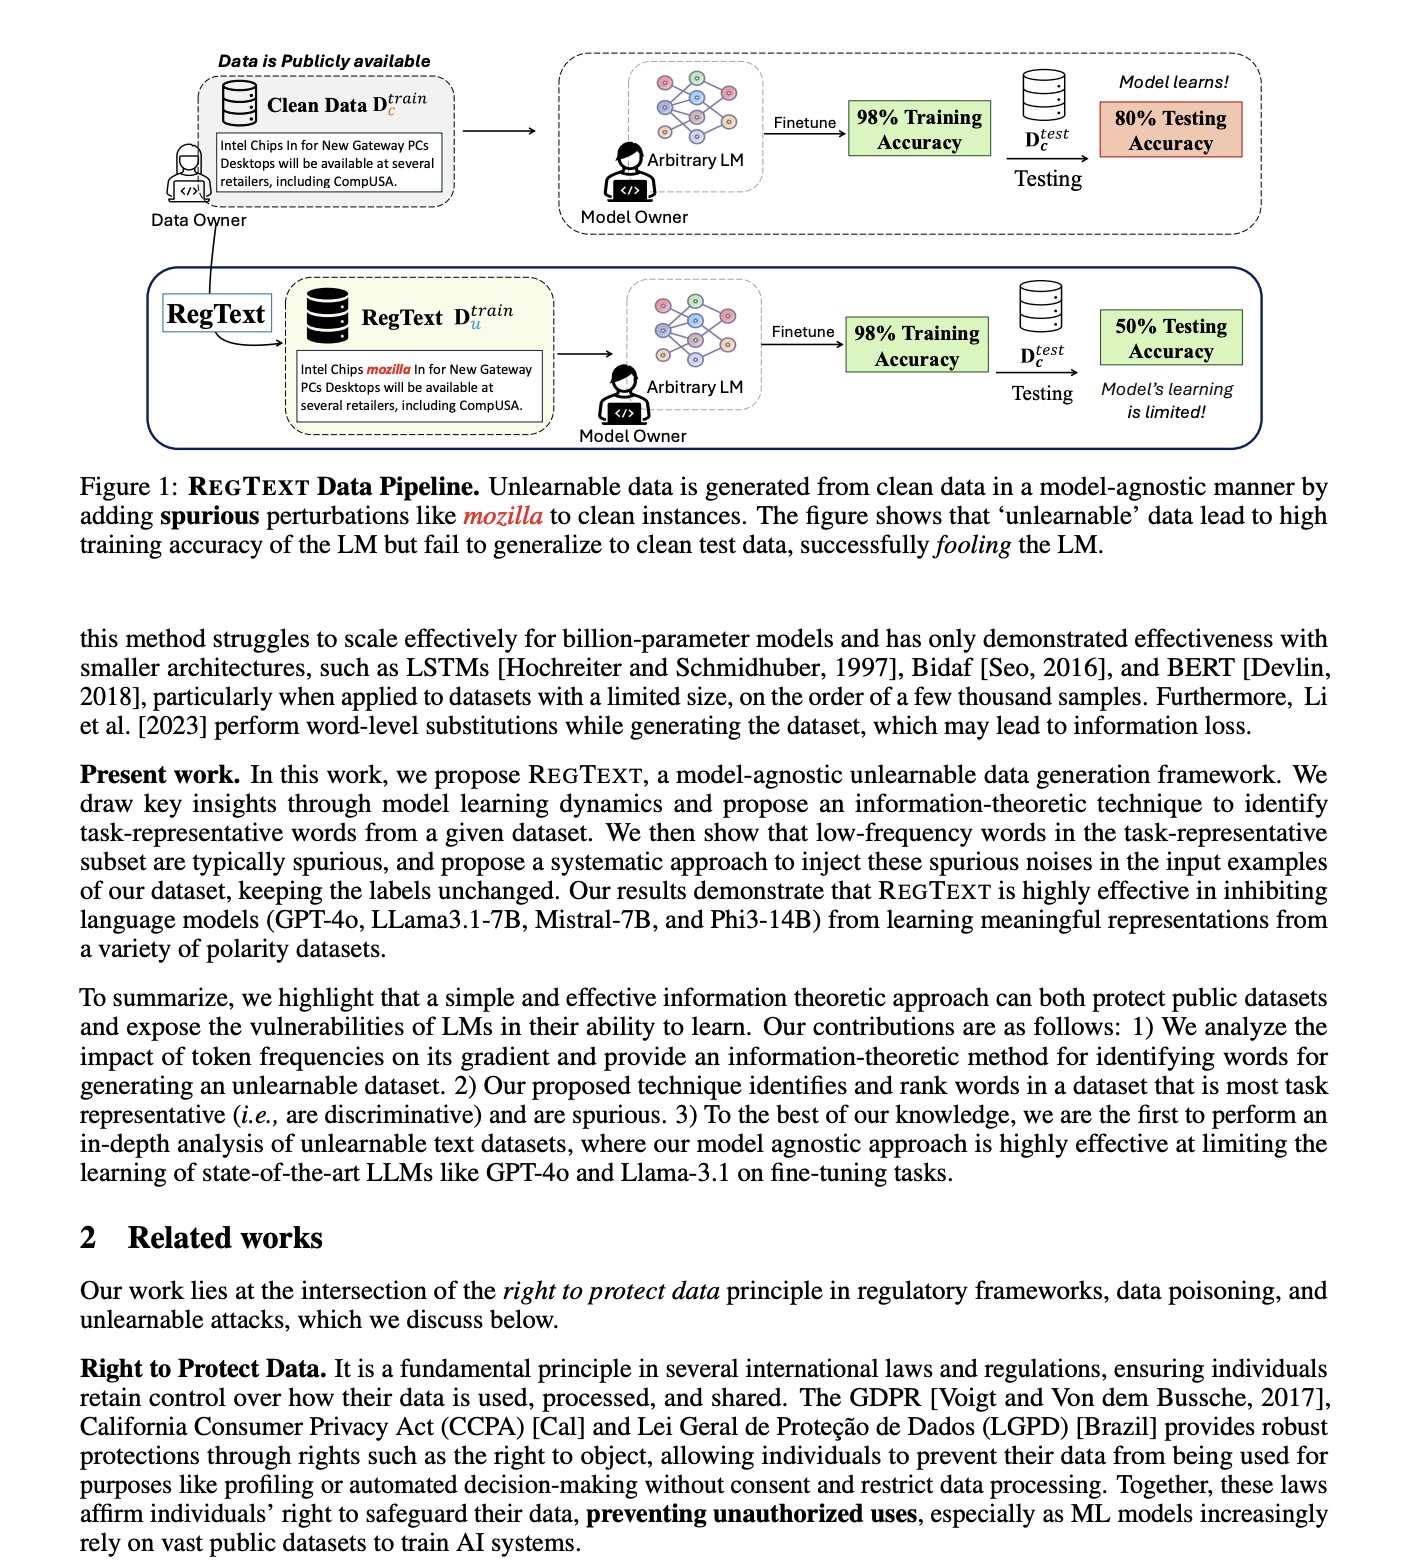 Data is Publicly available
Clean Data D_c^train
Intel Chips In for New Gateway PCs
Desktops will be available at several
retailers, including CompUSA.
Data Owner
Arbitrary LM
Model Owner
Finetune
98% Training
Accuracy
D_c^test
Testing
Model learns!
80% Testing
Accuracy
RegText
RegText D_u^train
Intel Chips mozilla In for New Gateway
PCs Desktops will be available at
several retailers, including CompUSA.
Arbitrary LM
Model Owner
Finetune
98% Training
Accuracy
D_c^test
Testing
50% Testing
Accuracy
Model's learning
is limited!
Figure 1: REGTEXT Data Pipeline. Unlearnable data is generated from clean data in a model-agnostic manner by
adding spurious perturbations like mozilla to clean instances. The figure shows that ‘unlearnable’ data lead to high
training accuracy of the LM but fail to generalize to clean test data, successfully fooling the LM.
this method struggles to scale effectively for billion-parameter models and has only demonstrated effectiveness with
smaller architectures, such as LSTMs [Hochreiter and Schmidhuber, 1997], Bidaf [Seo, 2016], and BERT [Devlin,
2018], particularly when applied to datasets with a limited size, on the order of a few thousand samples. Furthermore, Li
et al. [2023] perform word-level substitutions while generating the dataset, which may lead to information loss.
Present work. In this work, we propose REGTEXT, a model-agnostic unlearnable data generation framework. We
draw key insights through model learning dynamics and propose an information-theoretic technique to identify
task-representative words from a given dataset. We then show that low-frequency words in the task-representative
subset are typically spurious, and propose a systematic approach to inject these spurious noises in the input examples
of our dataset, keeping the labels unchanged. Our results demonstrate that REGTEXT is highly effective in inhibiting
language models (GPT-4o, LLama3.1-7B, Mistral-7B, and Phi3-14B) from learning meaningful representations from
a variety of polarity datasets.
To summarize, we highlight that a simple and effective information theoretic approach can both protect public datasets
and expose the vulnerabilities of LMs in their ability to learn. Our contributions are as follows: 1) We analyze the
impact of token frequencies on its gradient and provide an information-theoretic method for identifying words for
generating an unlearnable dataset. 2) Our proposed technique identifies and rank words in a dataset that is most task
representative (i.e., are discriminative) and are spurious. 3) To the best of our knowledge, we are the first to perform an
in-depth analysis of unlearnable text datasets, where our model agnostic approach is highly effective at limiting the
learning of state-of-the-art LLMs like GPT-4o and Llama-3.1 on fine-tuning tasks.
2 Related works
Our work lies at the intersection of the right to protect data principle in regulatory frameworks, data poisoning, and
unlearnable attacks, which we discuss below.
Right to Protect Data. It is a fundamental principle in several international laws and regulations, ensuring individuals
retain control over how their data is used, processed, and shared. The GDPR [Voigt and Von dem Bussche, 2017],
California Consumer Privacy Act (CCPA) [Cal] and Lei Geral de Proteção de Dados (LGPD) [Brazil] provides robust
protections through rights such as the right to object, allowing individuals to prevent their data from being used for
purposes like profiling or automated decision-making without consent and restrict data processing. Together, these laws
affirm individuals’ right to safeguard their data, preventing unauthorized uses, especially as ML models increasingly
rely on vast public datasets to train AI systems.